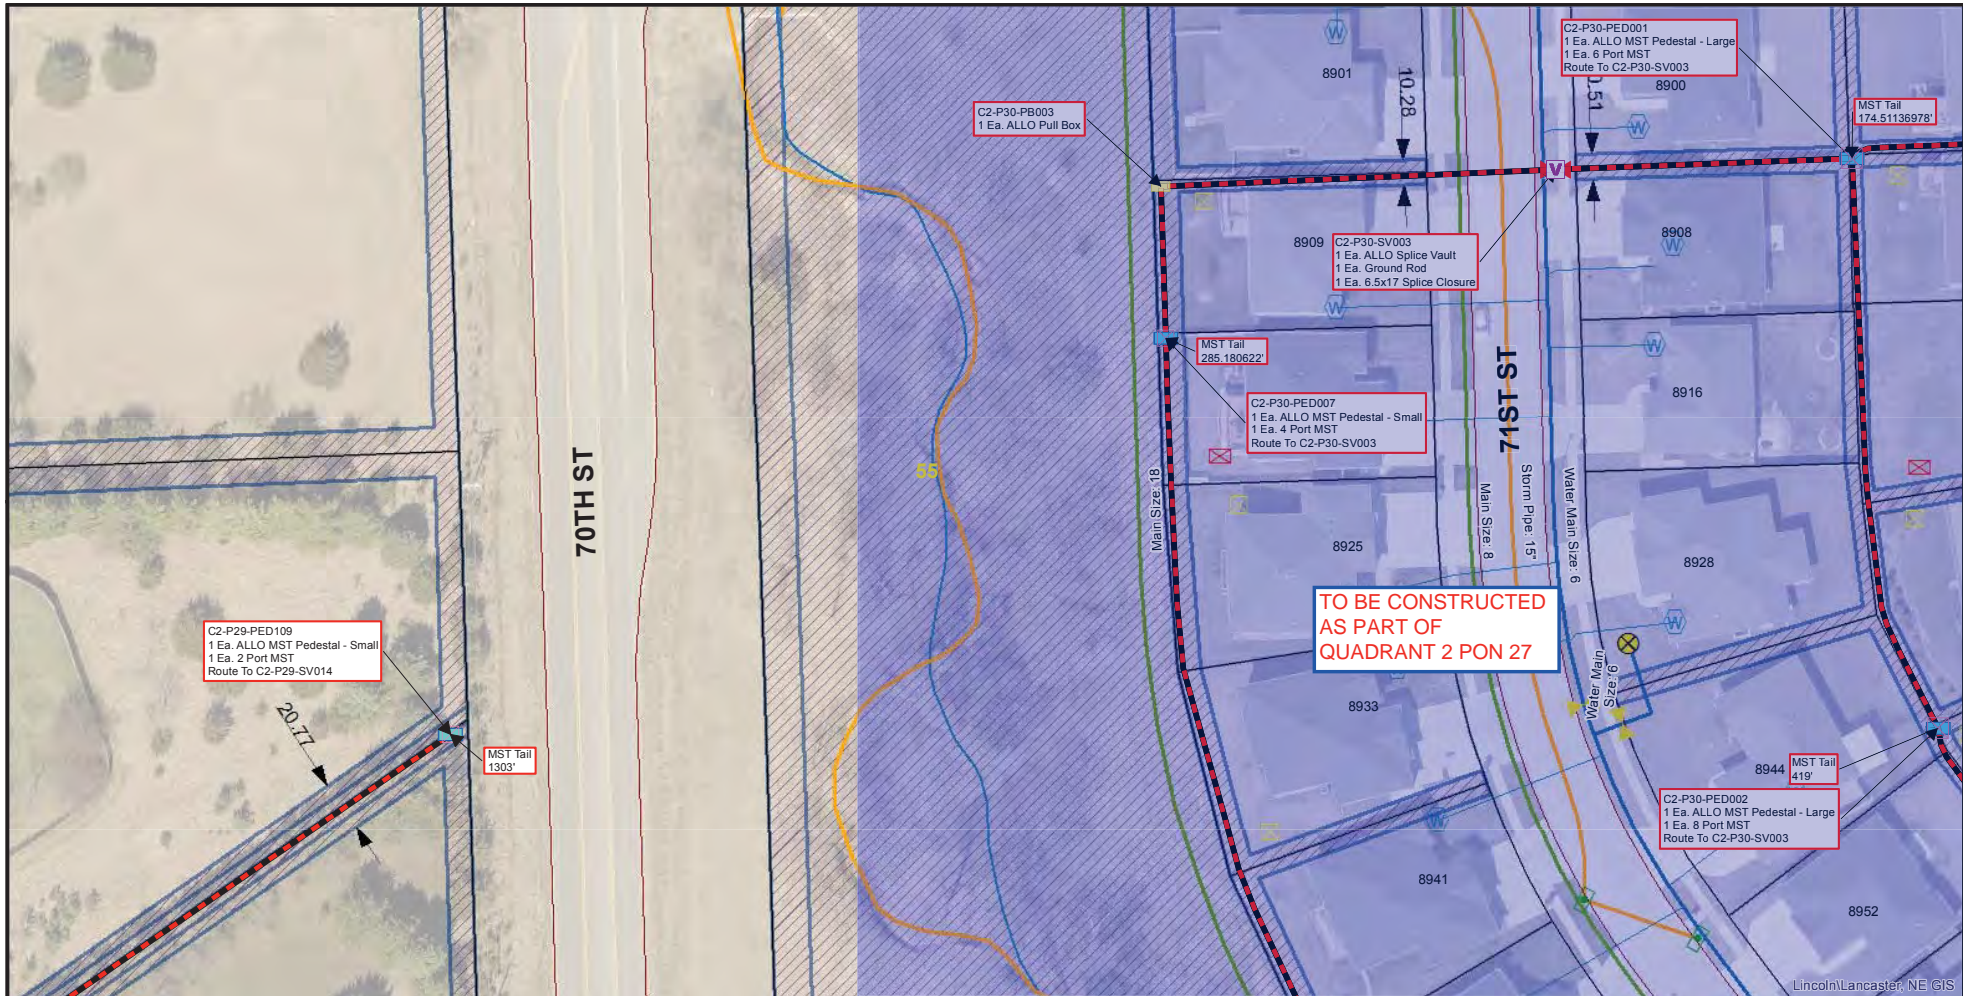 C2-P30-PED001
1 Ea. ALLO MST Pedestal - Large
1 Ea. 6 Port MST
Route To C2-P30-SV003
8901
10.28
8900
MST Tail
174.51136978'
C2-P30-PB003
1 Ea. ALLO Pull Box
W
W
V
8909
C2-P30-SV003
1 Ea. ALLO Splice Vault
1 Ea. Ground Rod
1 Ea. 6.5x17 Splice Closure
8908
W
W
MST Tail
285.180622'
W
C2-P30-PED007
1 Ea. ALLO MST Pedestal - Small
1 Ea. 4 Port MST
Route To C2-P30-SV003
8916
71ST ST
70TH ST
55
Main Size: 18
Main Size: 8
Storm Pipe: 15"
Water Main Size: 6
8925
8928
TO BE CONSTRUCTED
AS PART OF
QUADRANT 2 PON 27
W
C2-P29-PED109
1 Ea. ALLO MST Pedestal - Small
1 Ea. 2 Port MST
Route To C2-P29-SV014
20.77
MST Tail
1303'
8933
Water Main
Size: 6
8944
MST Tail
419'
C2-P30-PED002
1 Ea. ALLO MST Pedestal - Large
1 Ea. 8 Port MST
Route To C2-P30-SV003
W
8941
8952
Lincoln\Lancaster, NE GIS